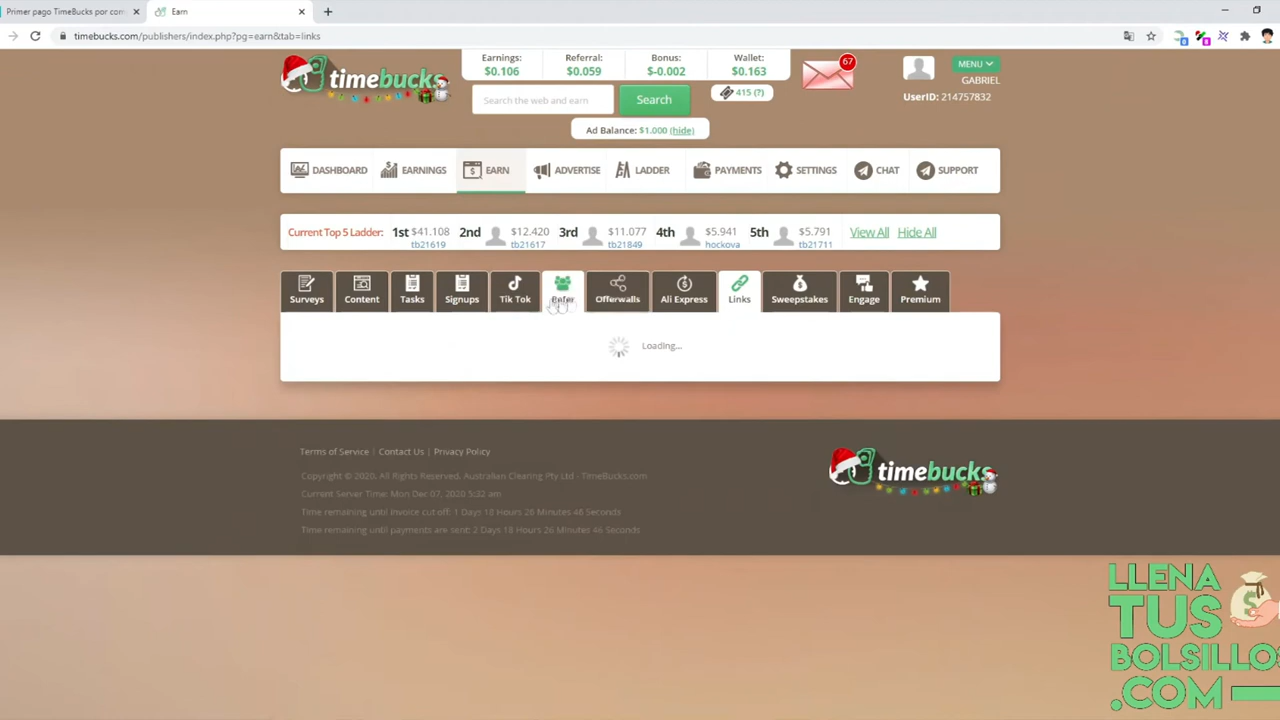 Primer pago TimeBucks por com
Earn
timebucks.com/publishers/index.php?pg=earn&tab=links
timebucks
Earnings:
$0.106
Referral:
$0.059
Bonus:
$-0.002
Wallet:
$0.163
67
MENU
GABRIEL
UserID: 214757832
Search the web and earn
Search
415 (?)
Ad Balance: $1.000 (hide)
DASHBOARD
EARNINGS
EARN
ADVERTISE
LADDER
PAYMENTS
SETTINGS
CHAT
SUPPORT
Current Top 5 Ladder:
1st $41.108
tb21619
2nd $12.420
tb21617
3rd $11.077
tb21849
4th $5.941
hockova
5th $5.791
tb21711
View All
Hide All
Surveys
Content
Tasks
Signups
Tik Tok
Refer
Offerwalls
Ali Express
Links
Sweepstakes
Engage
Premium
Loading...
Terms of Service | Contact Us | Privacy Policy
Copyright © 2020, All Rights Reserved, Australian Clearing Pty Ltd - TimeBucks.com
Current Server Time: Mon Dec 07, 2020 5:32 am
Time remaining until invoice cut off: 1 Days 18 Hours 26 Minutes 46 Seconds
Time remaining until payments are sent: 2 Days 18 Hours 26 Minutes 46 Seconds
timebucks
LLENA
TUS
BOLSILLOS
.COM